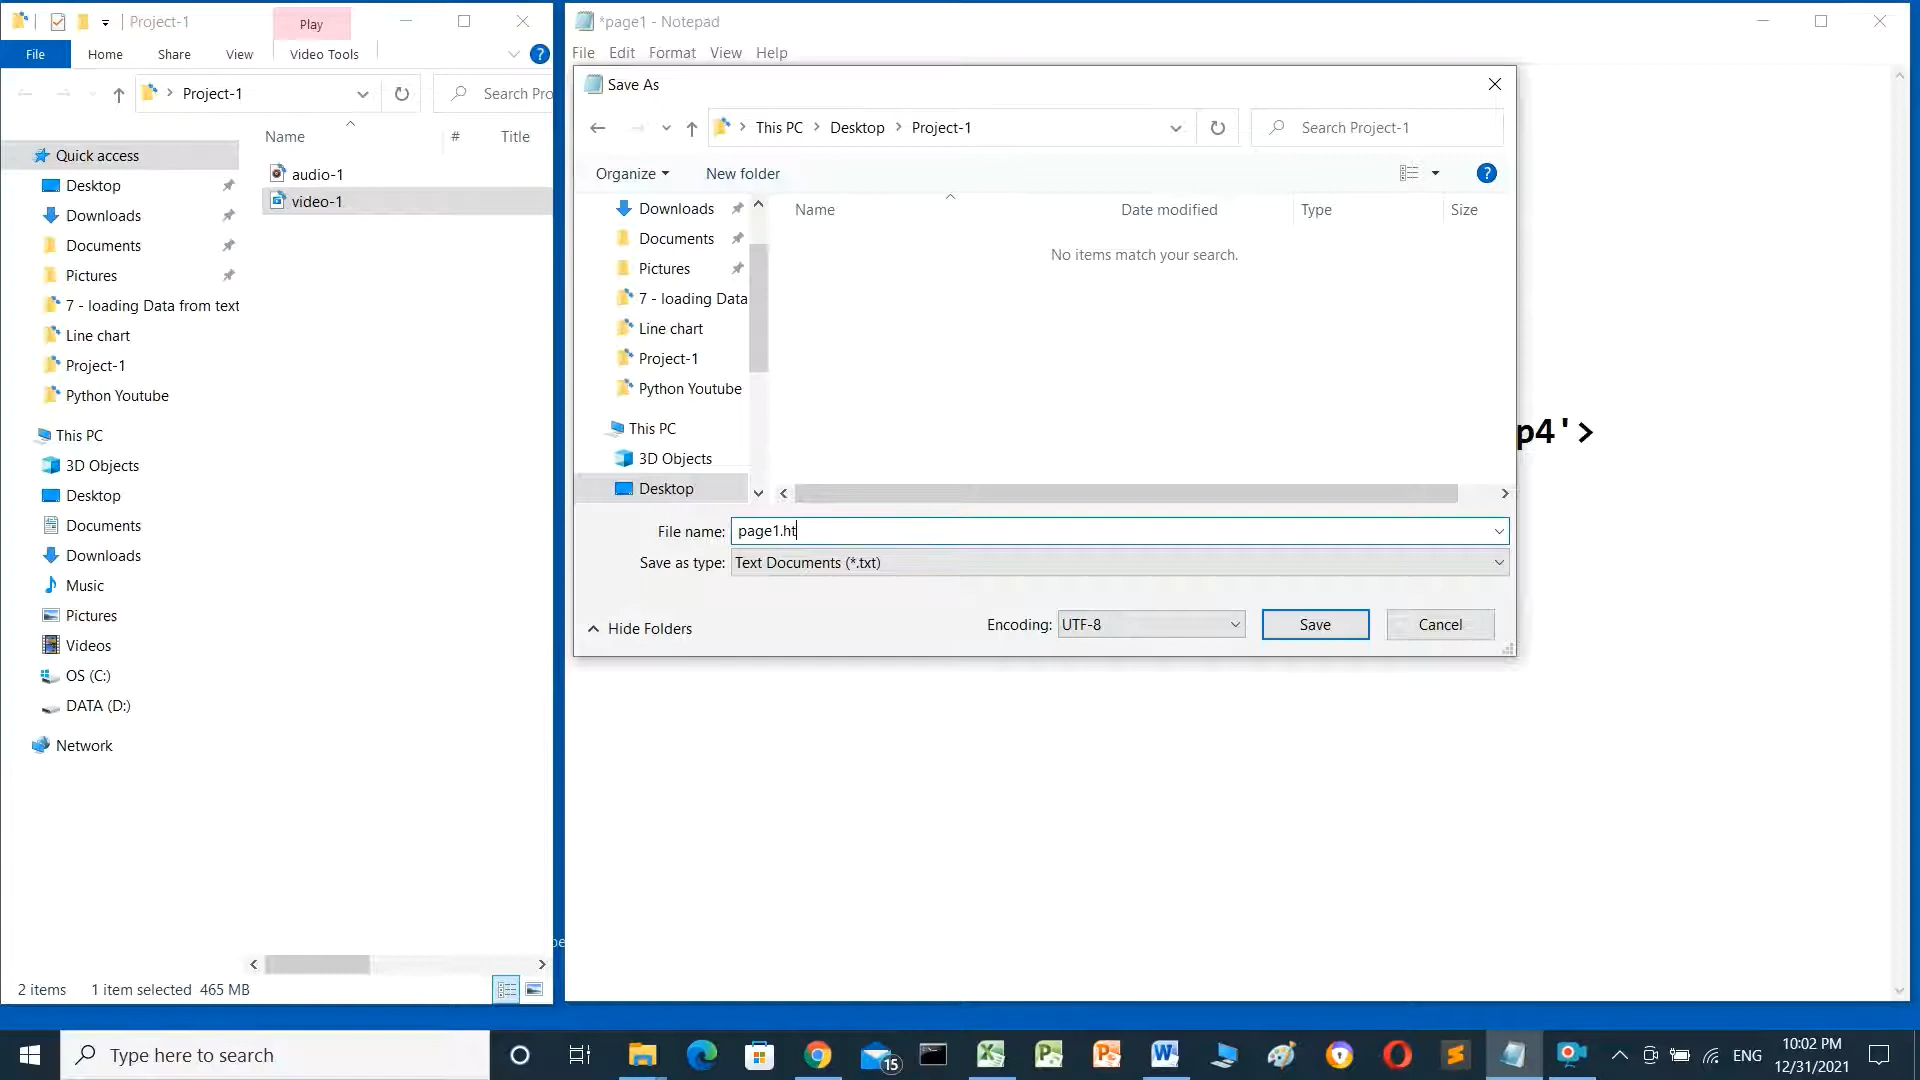 Project-1
Play
File
Home
Share
View
Video Tools
Project-1
Search Pro
Name
#
Title
Quick access
Desktop
Downloads
Documents
Pictures
7 - loading Data from text
Line chart
Project-1
Python Youtube
This PC
3D Objects
Desktop
Documents
Downloads
Music
Pictures
Videos
OS (C:)
DATA (D:)
Network
audio-1
video-1
2 items
1 item selected 465 MB
*page1 - Notepad
File Edit Format View Help
Save As
This PC > Desktop > Project-1
Search Project-1
Organize
New folder
Downloads
Documents
Pictures
7 - loading Data
Line chart
Project-1
Python Youtube
This PC
3D Objects
Desktop
Name
Date modified
Type
Size
No items match your search.
File name: page1.ht
Save as type: Text Documents (*.txt)
Hide Folders
Encoding: UTF-8
Save
Cancel
p4'>
Type here to search
15
ENG
10:02 PM
12/31/2021